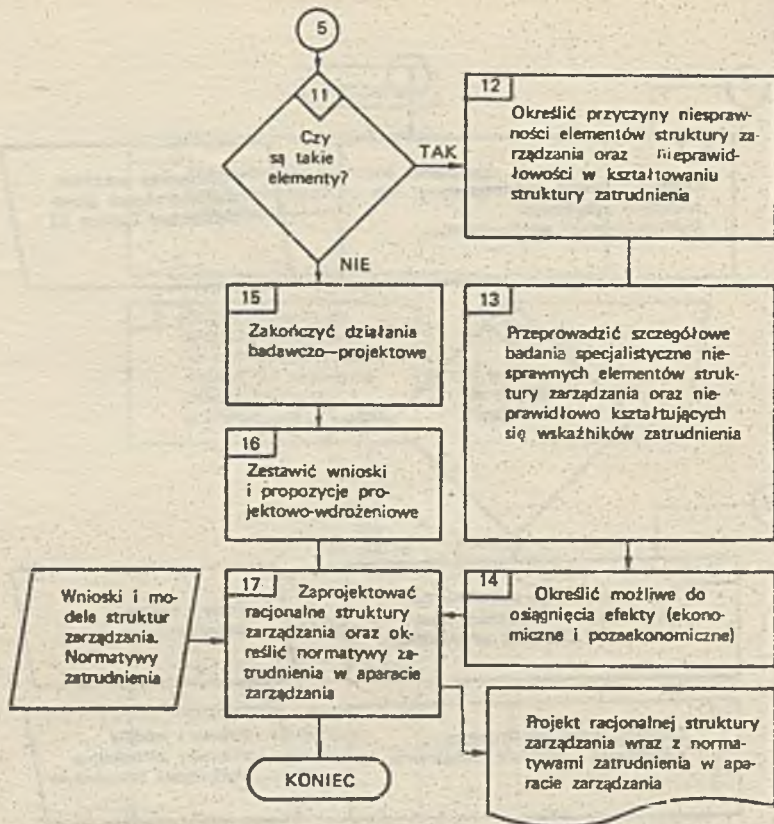 5
11
Czy
są takie
elementy?
TAK
NIE
12
Określić przyczyny niespraw-
ności elementów struktury za-
rządzania oraz nieprawid-
łowości w kształtowaniu
struktury zatrudnienia
13
Przeprowadzić szczegółowe
badania specjalistyczne nie-
sprawnych elementów struk-
tury zarządzania oraz nie-
prawidłowo kształtujących
się wskaźników zatrudnienia
14
Określić możliwe do
osiągnięcia efekty (ekono-
miczne i pozaekonomiczne)
15
Zakończyć działania
badawczo-projektowe
16
Zestawić wnioski
i propozycje pro-
jektowo-wdrożeniowe
Wnioski i mo-
dele struktur
zarządzania.
Normatywy
zatrudnienia
17 Zaprojektować
racjonalne struktury
zarządzania oraz ok-
reślić normatywy za-
trudnienia w aparacie
zarządzania
Projekt racjonalnej struktury
zarządzania wraz z norma-
tywami zatrudnienia w apa-
racie zarządzania
KONIEC